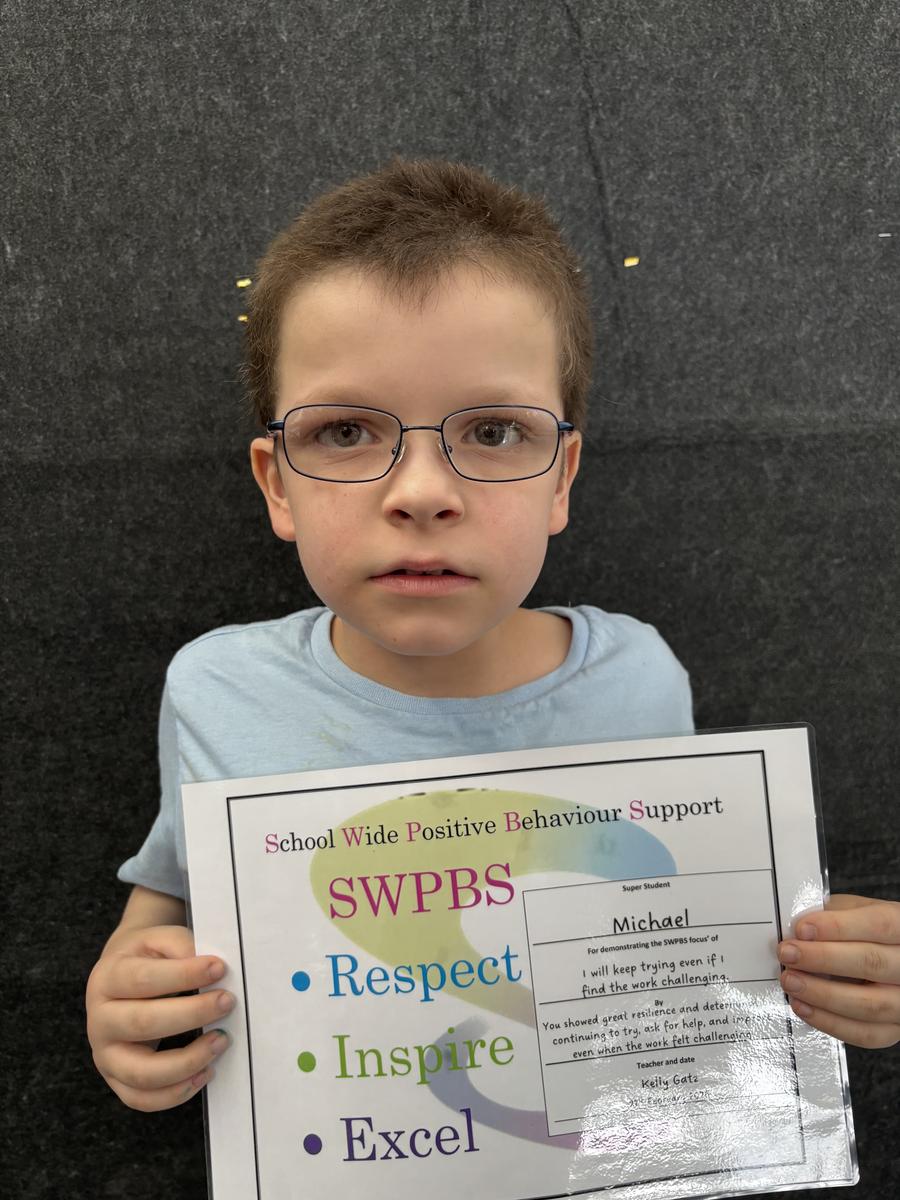 School Wide Positive Behaviour Support
SWPBS
• Respect
• Inspire
• Excel
Super Student
Michael
For demonstrating the SWPBS focus' of
I will keep trying even if I
find the work challenging.
By
You showed great resilience and
continuing to try, ask for help, and
even when the work felt challenging
Teacher and date
Kelly Gatz
February